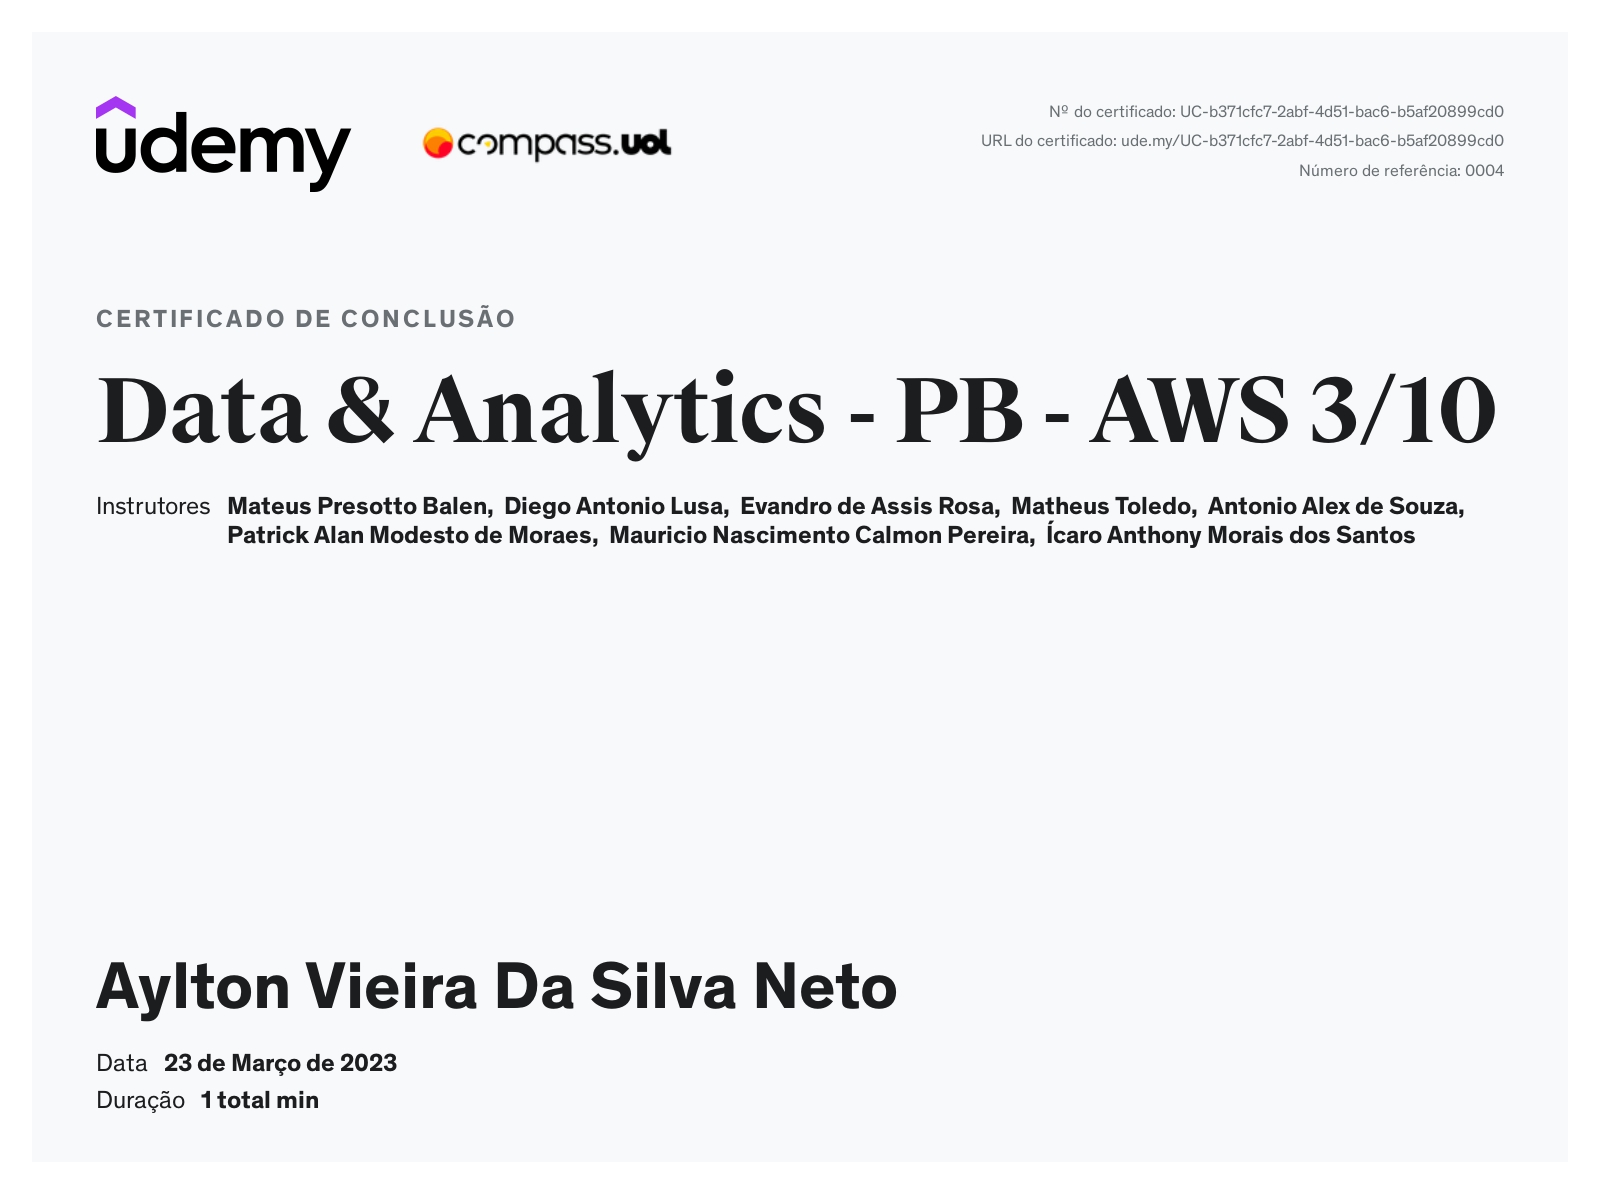 udemy
compass.uol
Nº do certificado: UC-b371cfc7-2abf-4d51-bac6-b5af20899cd0
URL do certificado: ude.my/UC-b371cfc7-2abf-4d51-bac6-b5af20899cd0
Número de referência: 0004
CERTIFICADO DE CONCLUSÃO
Data & Analytics - PB - AWS 3/10
Instrutores Mateus Presotto Balen, Diego Antonio Lusa, Evandro de Assis Rosa, Matheus Toledo, Antonio Alex de Souza,
Patrick Alan Modesto de Moraes, Mauricio Nascimento Calmon Pereira, Ícaro Anthony Morais dos Santos
Aylton Vieira Da Silva Neto
Data 23 de Março de 2023
Duração 1 total min